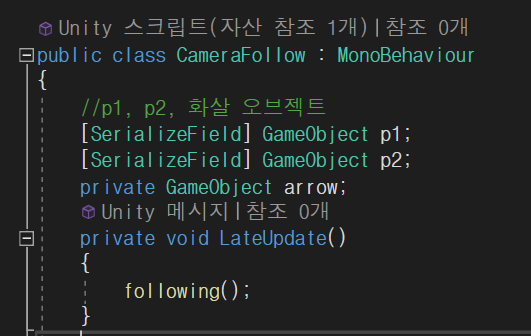 Unity 스크립트(자산 참조 1개)|참조 0개
public class CameraFollow : MonoBehaviour
{
//p1, p2, 화살 오브젝트
[SerializeField] GameObject p1;
[SerializeField] GameObject p2;
private GameObject arrow;
Unity 메시지|참조 0개
private void LateUpdate()
{
following();
}